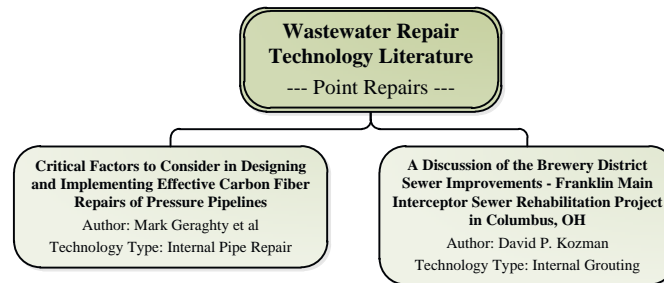 Wastewater Repair
Technology Literature
--- Point Repairs ---
Critical Factors to Consider in Designing
and Implementing Effective Carbon Fiber
Repairs of Pressure Pipelines
Author: Mark Geraghty et al
Technology Type: Internal Pipe Repair
A Discussion of the Brewery District
Sewer Improvements - Franklin Main
Interceptor Sewer Rehabilitation Project
in Columbus, OH
Author: David P. Kozman
Technology Type: Internal Grouting